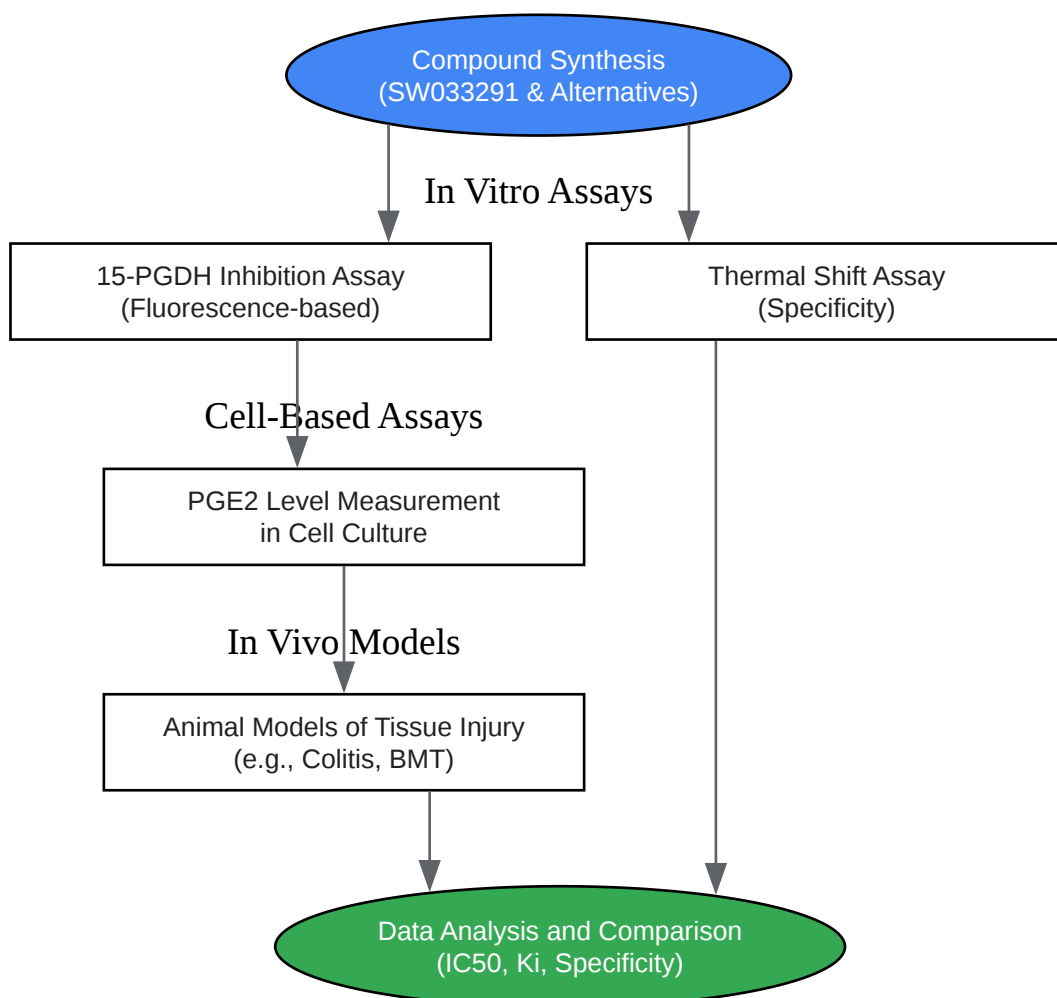 Compound Synthesis
(SW033291 & Alternatives)
In Vitro Assays
15-PGDH Inhibition Assay
(Fluorescence-based)
Thermal Shift Assay
(Specificity)
Cell-Based Assays
PGE2 Level Measurement
in Cell Culture
In Vivo Models
Animal Models of Tissue Injury
(e.g., Colitis, BMT)
Data Analysis and Comparison
(IC50, Ki, Specificity)